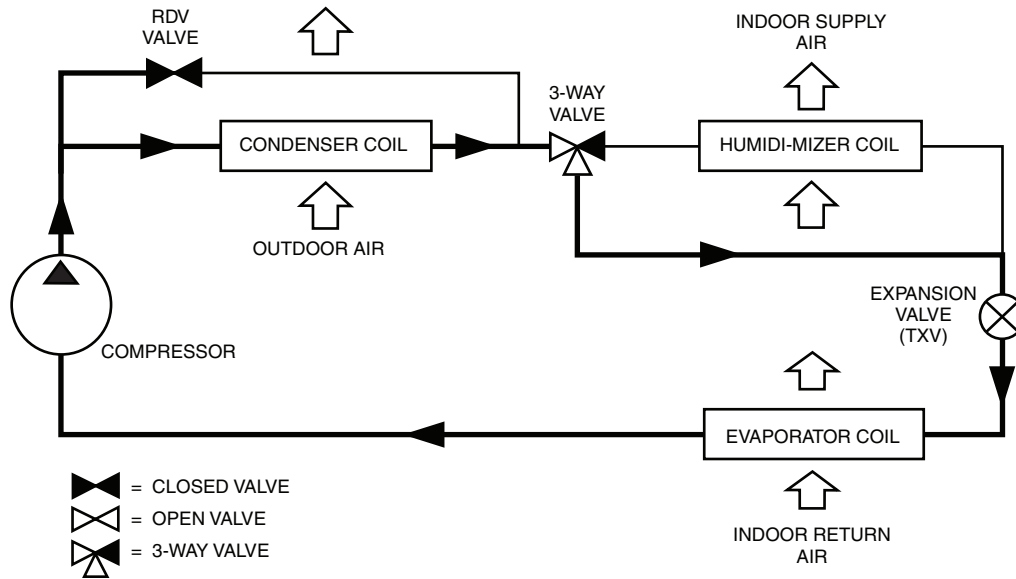 RDV
VALVE
INDOOR SUPPLY
AIR
3-WAY
VALVE
CONDENSER COIL
HUMIDI-MIZER COIL
OUTDOOR AIR
EXPANSION
VALVE
(TXV)
COMPRESSOR
EVAPORATOR COIL
= CLOSED VALVE
= OPEN VALVE
= 3-WAY VALVE
INDOOR RETURN
AIR